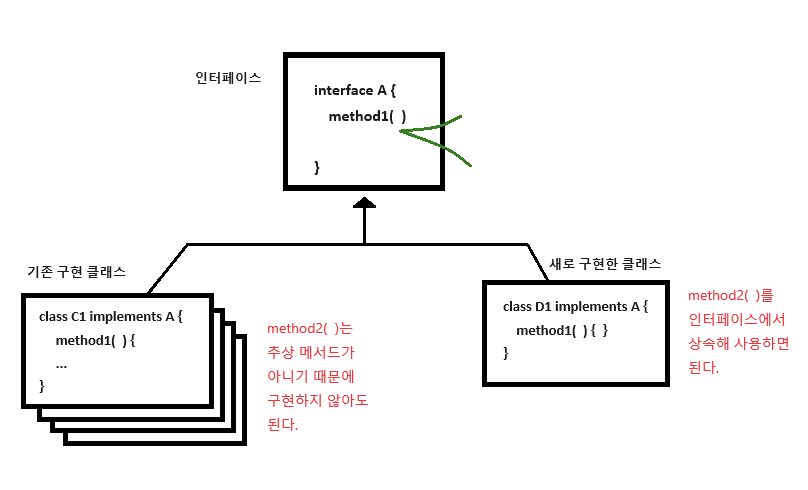 인터페이스
interface A {
method1(  )
}
기존 구현 클래스
class C1 implements A {
method1(  ) {
...
}
method2(  )는
추상 메서드가
아니기 때문에
구현하지 않아도
된다.
새로 구현한 클래스
class D1 implements A {
method1(  ) {  }
}
method2(  )를
인터페이스에서
상속해 사용하면
된다.